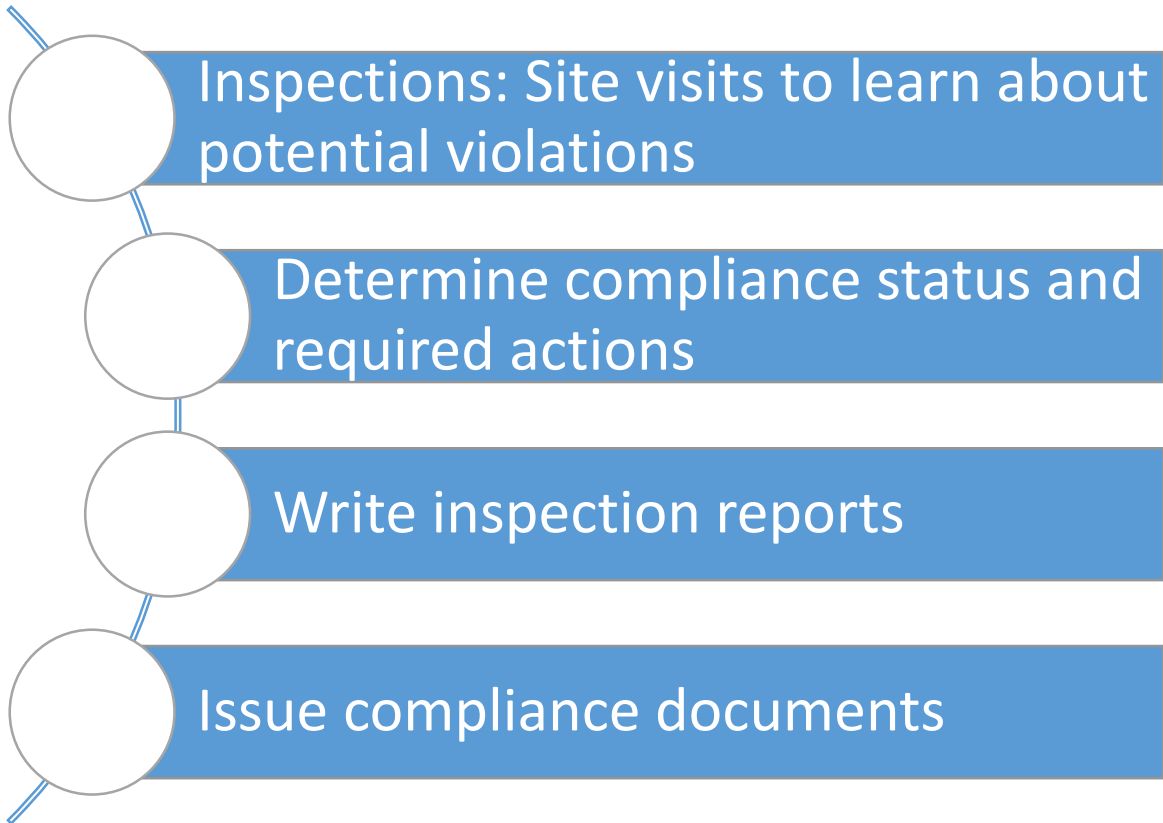 Inspections: Site visits to learn about
potential violations
Determine compliance status and
required actions
Write inspection reports
Issue compliance documents